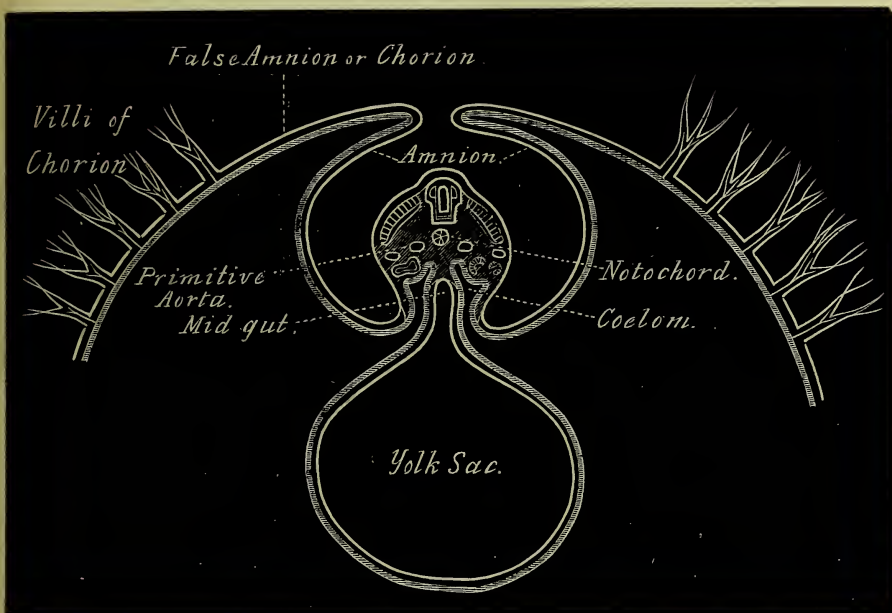 False Amnion or Chorion
Villi of
Chorion
Amnion.
Primitive
Aorta.
Notochord.
Mid gut.
Coelom.
Yolk Sac.